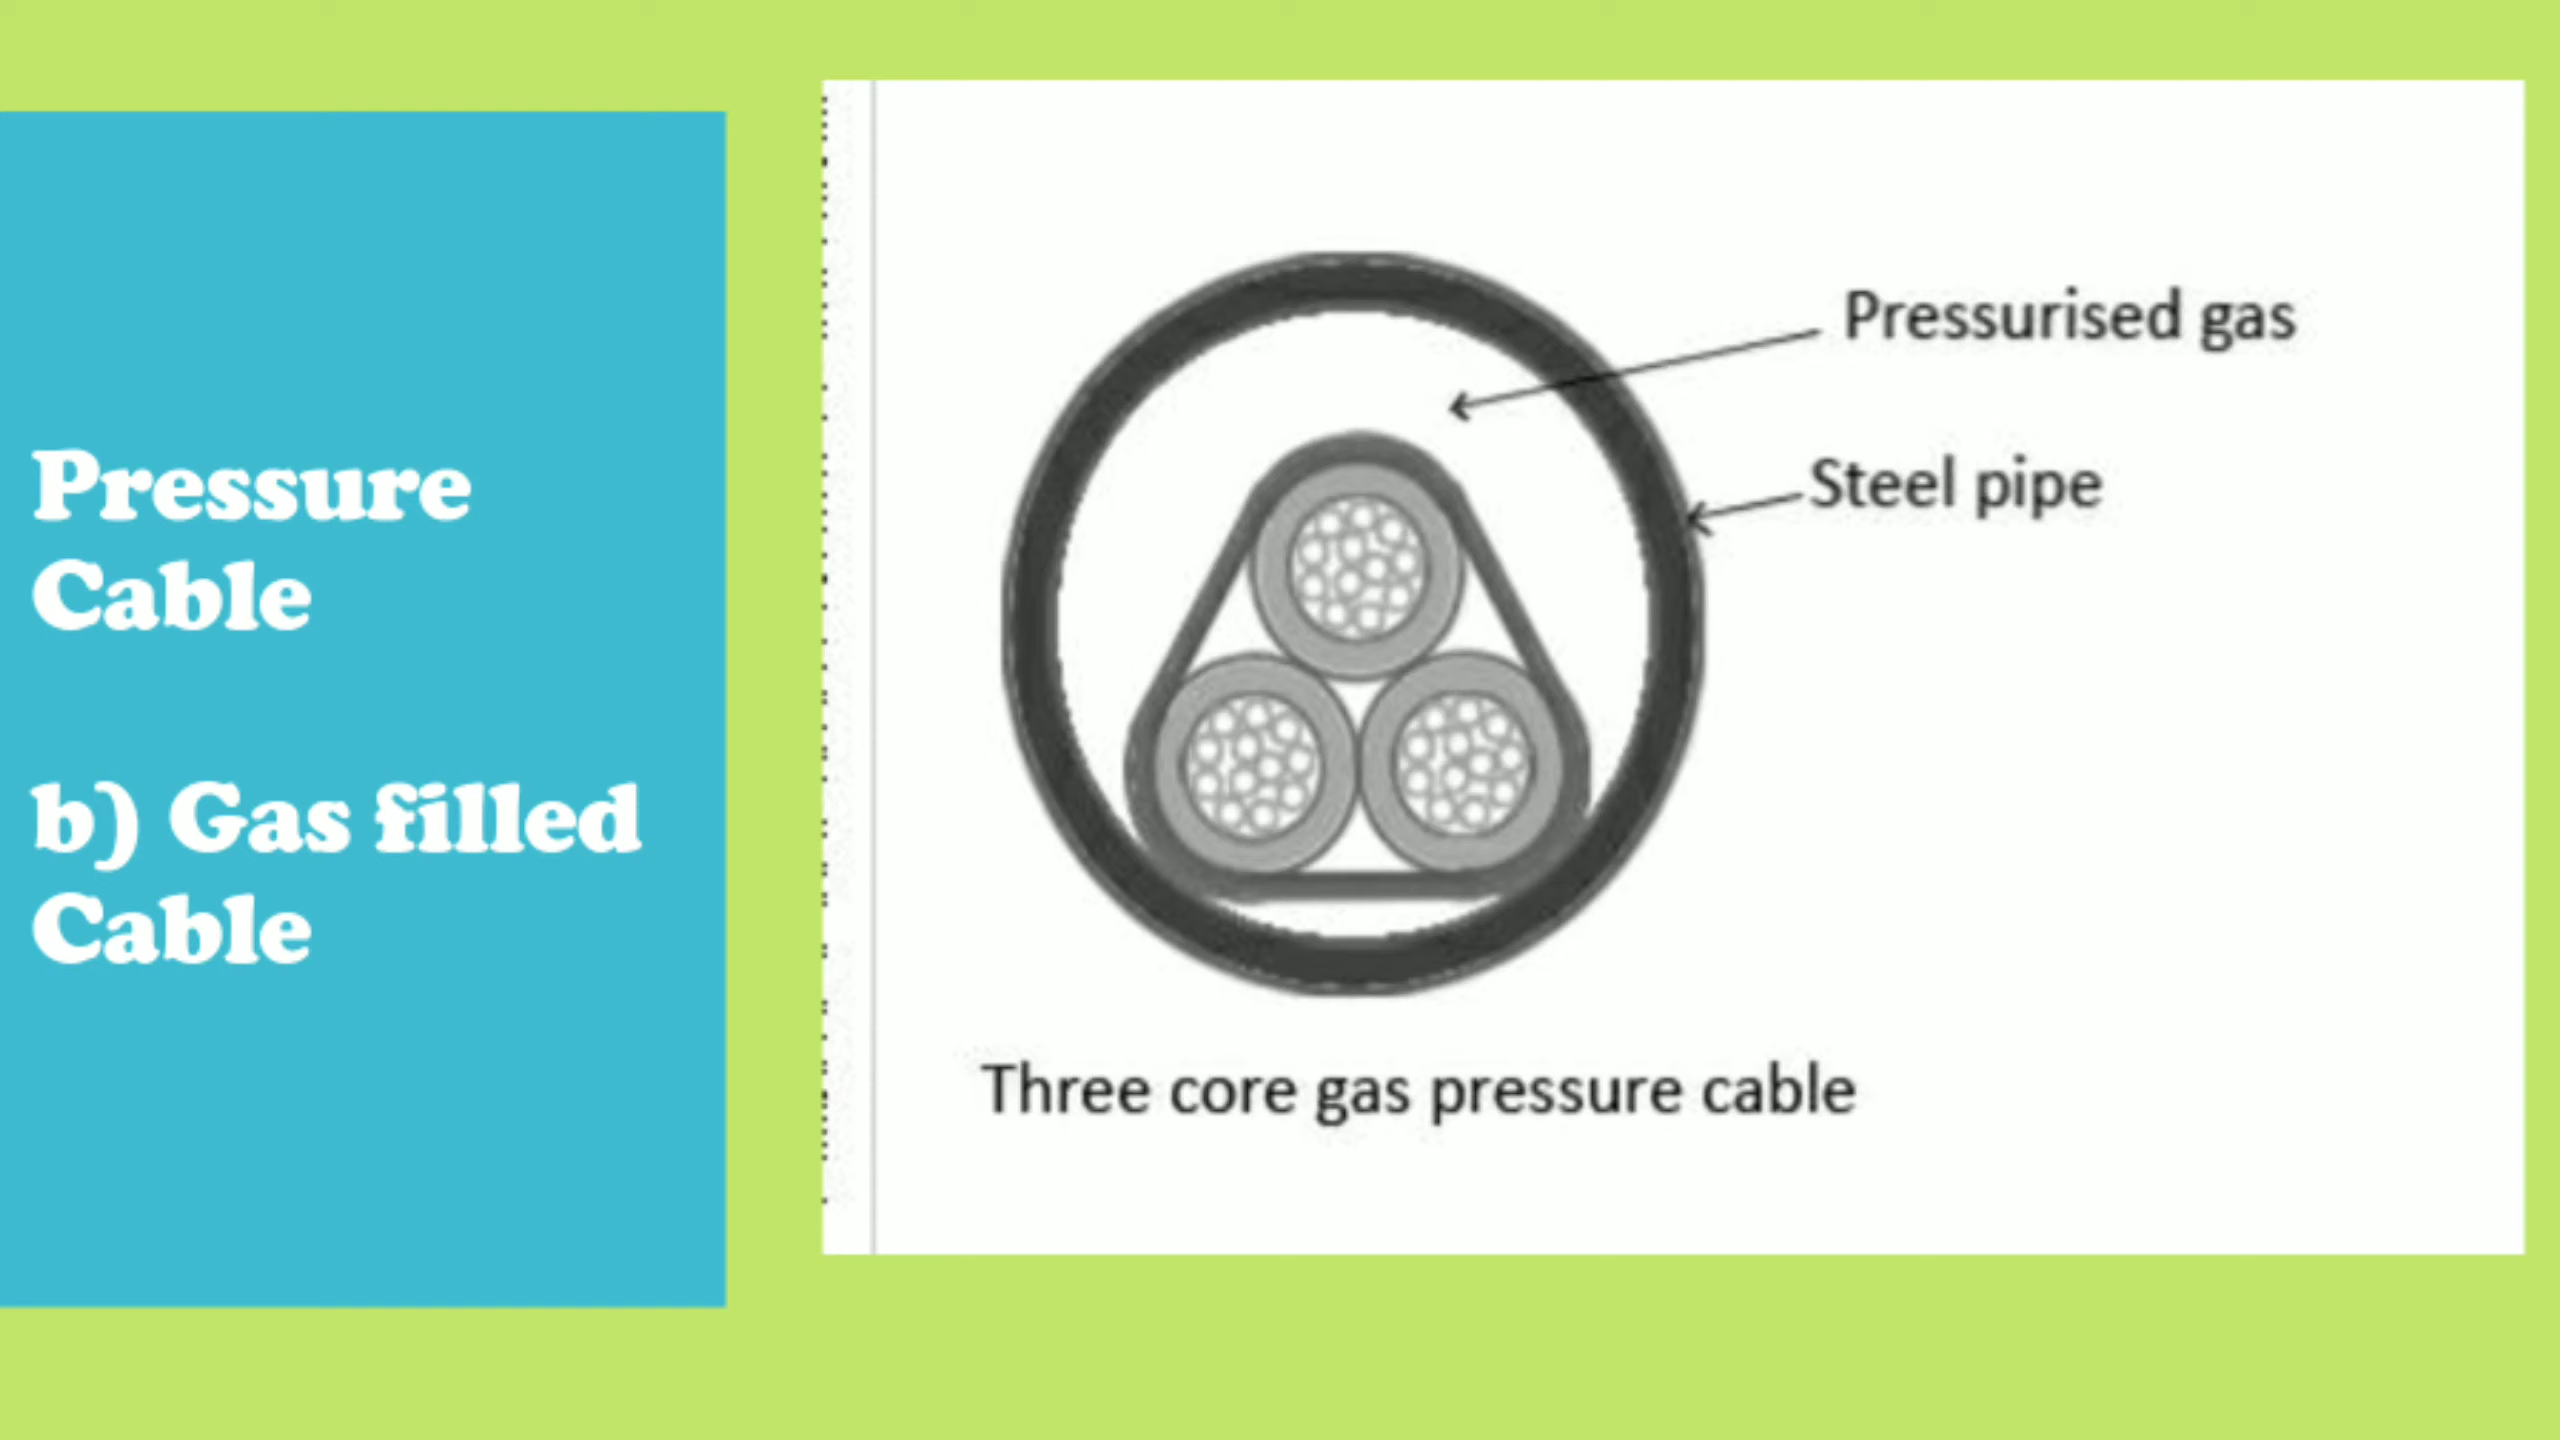 Pressure
Cable
b) Gas filled
Cable
Pressurised gas
Steel pipe
Three core gas pressure cable